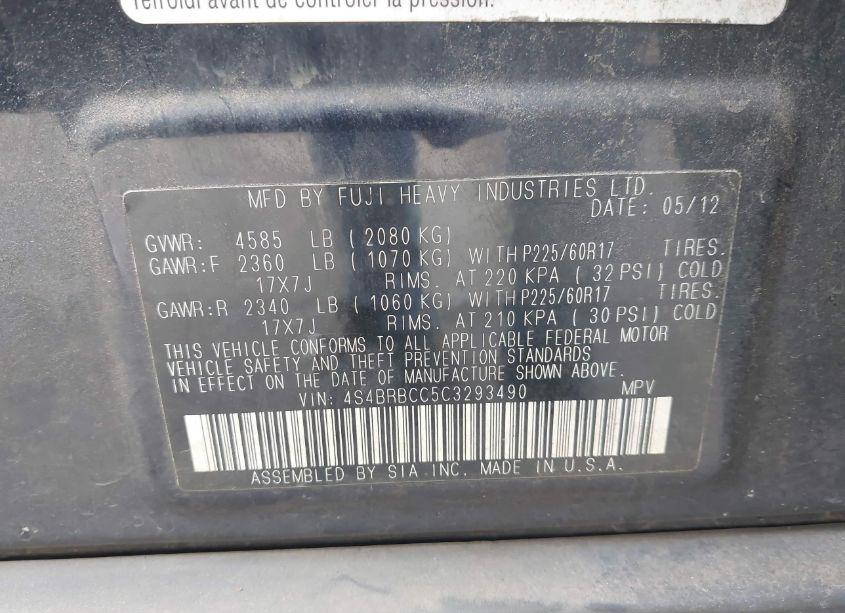 refroidi avant de contrôler la pression.
MFD BY FUJI HEAVY INDUSTRIES LTD.
DATE: 05/12
GVWR: 4585 LB ( 2080 KG)
GAWR:F 2360 LB ( 1070 KG) WITH P225/60R17 TIRES.
17X7J RIMS. AT 220 KPA ( 32 PSI) COLD
GAWR:R 2340 LB ( 1060 KG) WITH P225/60R17 TIRES.
17X7J RIMS. AT 210 KPA ( 30 PSI) COLD
THIS VEHICLE CONFORMS TO ALL APPLICABLE FEDERAL MOTOR
VEHICLE SAFETY AND THEFT PREVENTION STANDARDS
IN EFFECT ON THE DATE OF MANUFACTURE SHOWN ABOVE.
VIN: 4S4BRBCC5C3293490 MPV
ASSEMBLED BY SIA INC. MADE IN U.S.A.